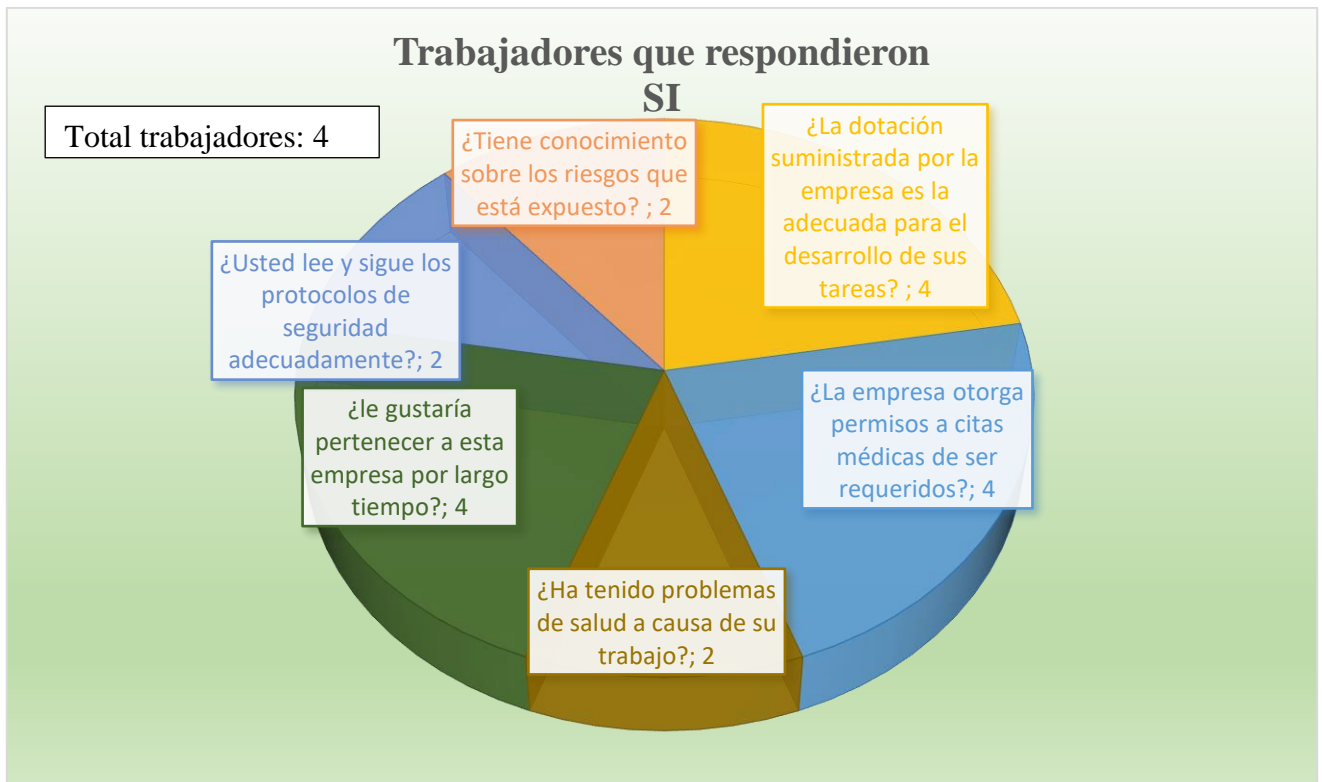 Trabajadores que respondieron
SI
Total trabajadores: 4
¿La dotación
suministrada por la
empresa es la
adecuada para el
desarrollo de sus
tareas? ; 4
¿La empresa otorga
permisos a citas
médicas de ser
requeridos?; 4
¿Ha tenido problemas
de salud a causa de su
trabajo?; 2
¿le gustaría
pertenecer a esta
empresa por largo
tiempo?; 4
¿Usted lee y sigue los
protocolos de
seguridad
adecuadamente?; 2
¿Tiene conocimiento
sobre los riesgos que
está expuesto? ; 2